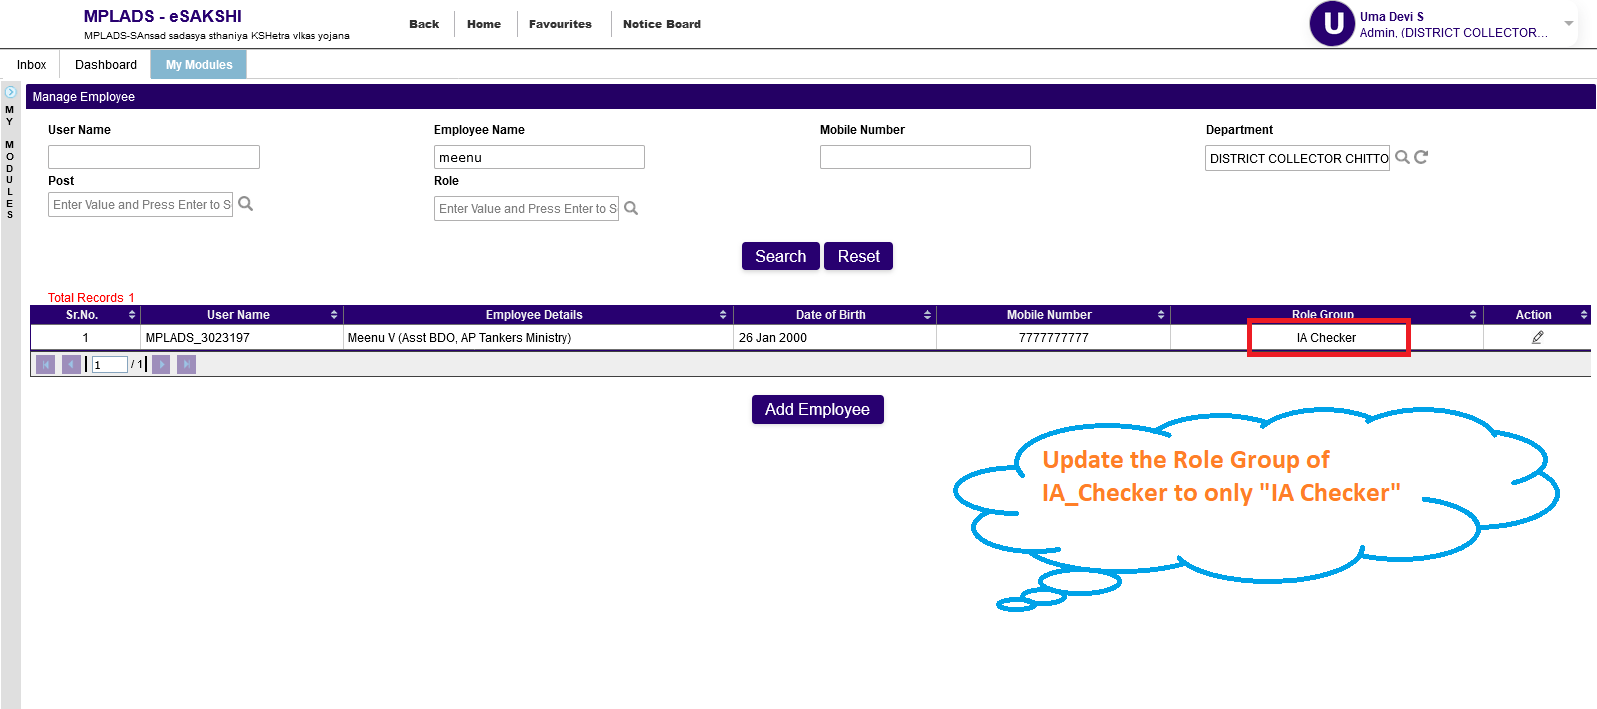 MPLADS - eSAKSHI
MPLADS-SAnsad sadasya sthaniya KSHetra vIkas yojana
Back
Home
Favourites
Notice Board
U
Uma Devi S
Admin, (DISTRICT COLLECTOR...
Inbox
Dashboard
My Modules
MY MODULES
Manage Employee
User Name
Employee Name
Mobile Number
Department
meenu
DISTRICT COLLECTOR CHITTO
Post
Role
Enter Value and Press Enter to S
Enter Value and Press Enter to S
Search
Reset
Total Records 1
Sr.No. User Name Employee Details Date of Birth Mobile Number Role Group Action
1 MPLADS_3023197 Meenu V (Asst BDO, AP Tankers Ministry) 26 Jan 2000 7777777777 IA Checker
1 / 1
Add Employee
Update the Role Group of
IA_Checker to only "IA Checker"